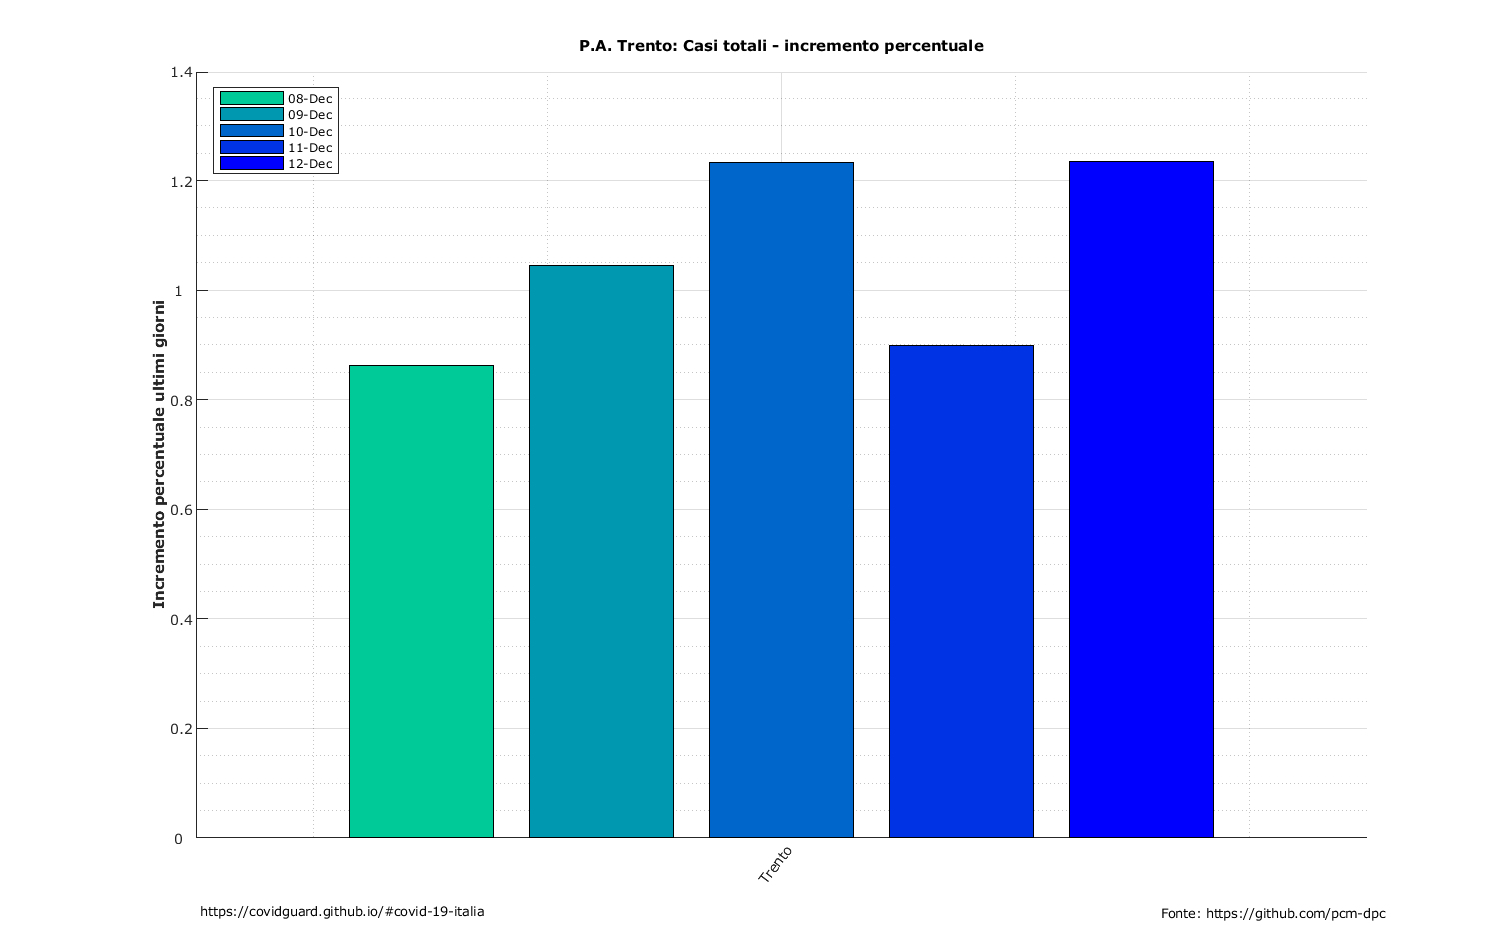 P.A. Trento: Casi totali - incremento percentuale
1.4
1.2
1
0.8
0.6
0.4
0.2
0
Incremento percentuale ultimi giorni
08-Dec
09-Dec
10-Dec
11-Dec
12-Dec
Trento
https://covidguard.github.io/#covid-19-italia
Fonte: https://github.com/pcm-dpc